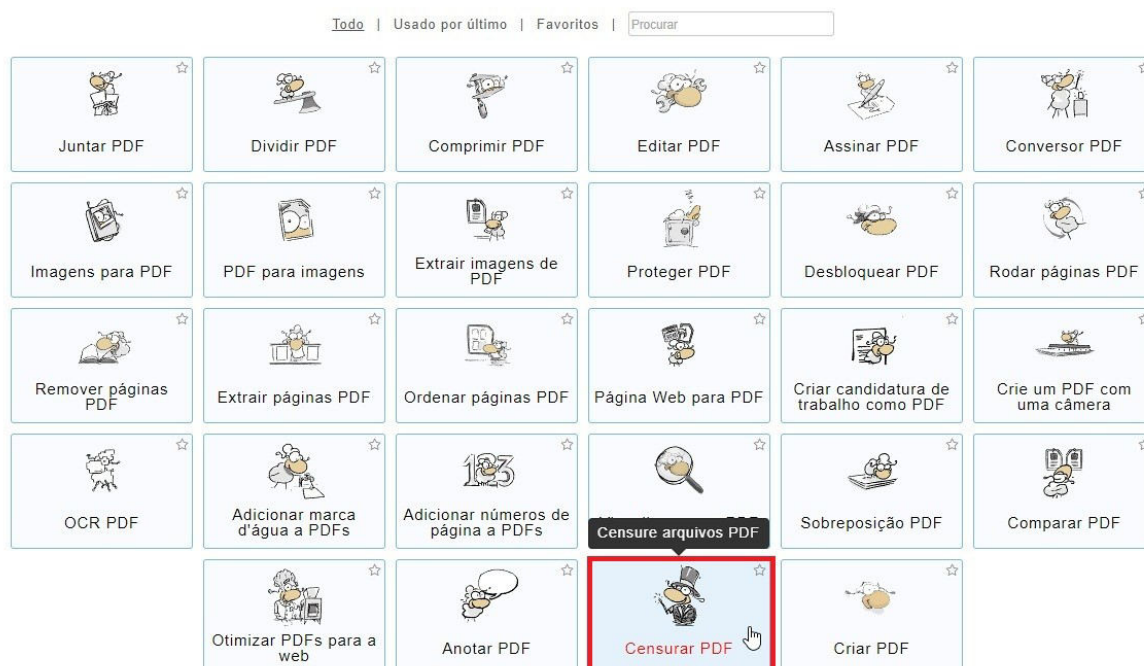 Todo | Usado por último | Favoritos | Procurar
Juntar PDF
Dividir PDF
Comprimir PDF
Editar PDF
Assinar PDF
Conversor PDF
Imagens para PDF
PDF para imagens
Extrair imagens de
PDF
Proteger PDF
Desbloquear PDF
Rodar páginas PDF
Remover páginas
PDF
Extrair páginas PDF
Ordenar páginas PDF
Página Web para PDF
Criar candidatura de
trabalho como PDF
Crie um PDF com
uma câmera
OCR PDF
Adicionar marca
d'água a PDFs
Adicionar números de
página a PDFs
123
Censure arquivos PDF
Sobreposição PDF
Comparar PDF
Otimizar PDFs para a
web
Anotar PDF
Censurar PDF
Criar PDF